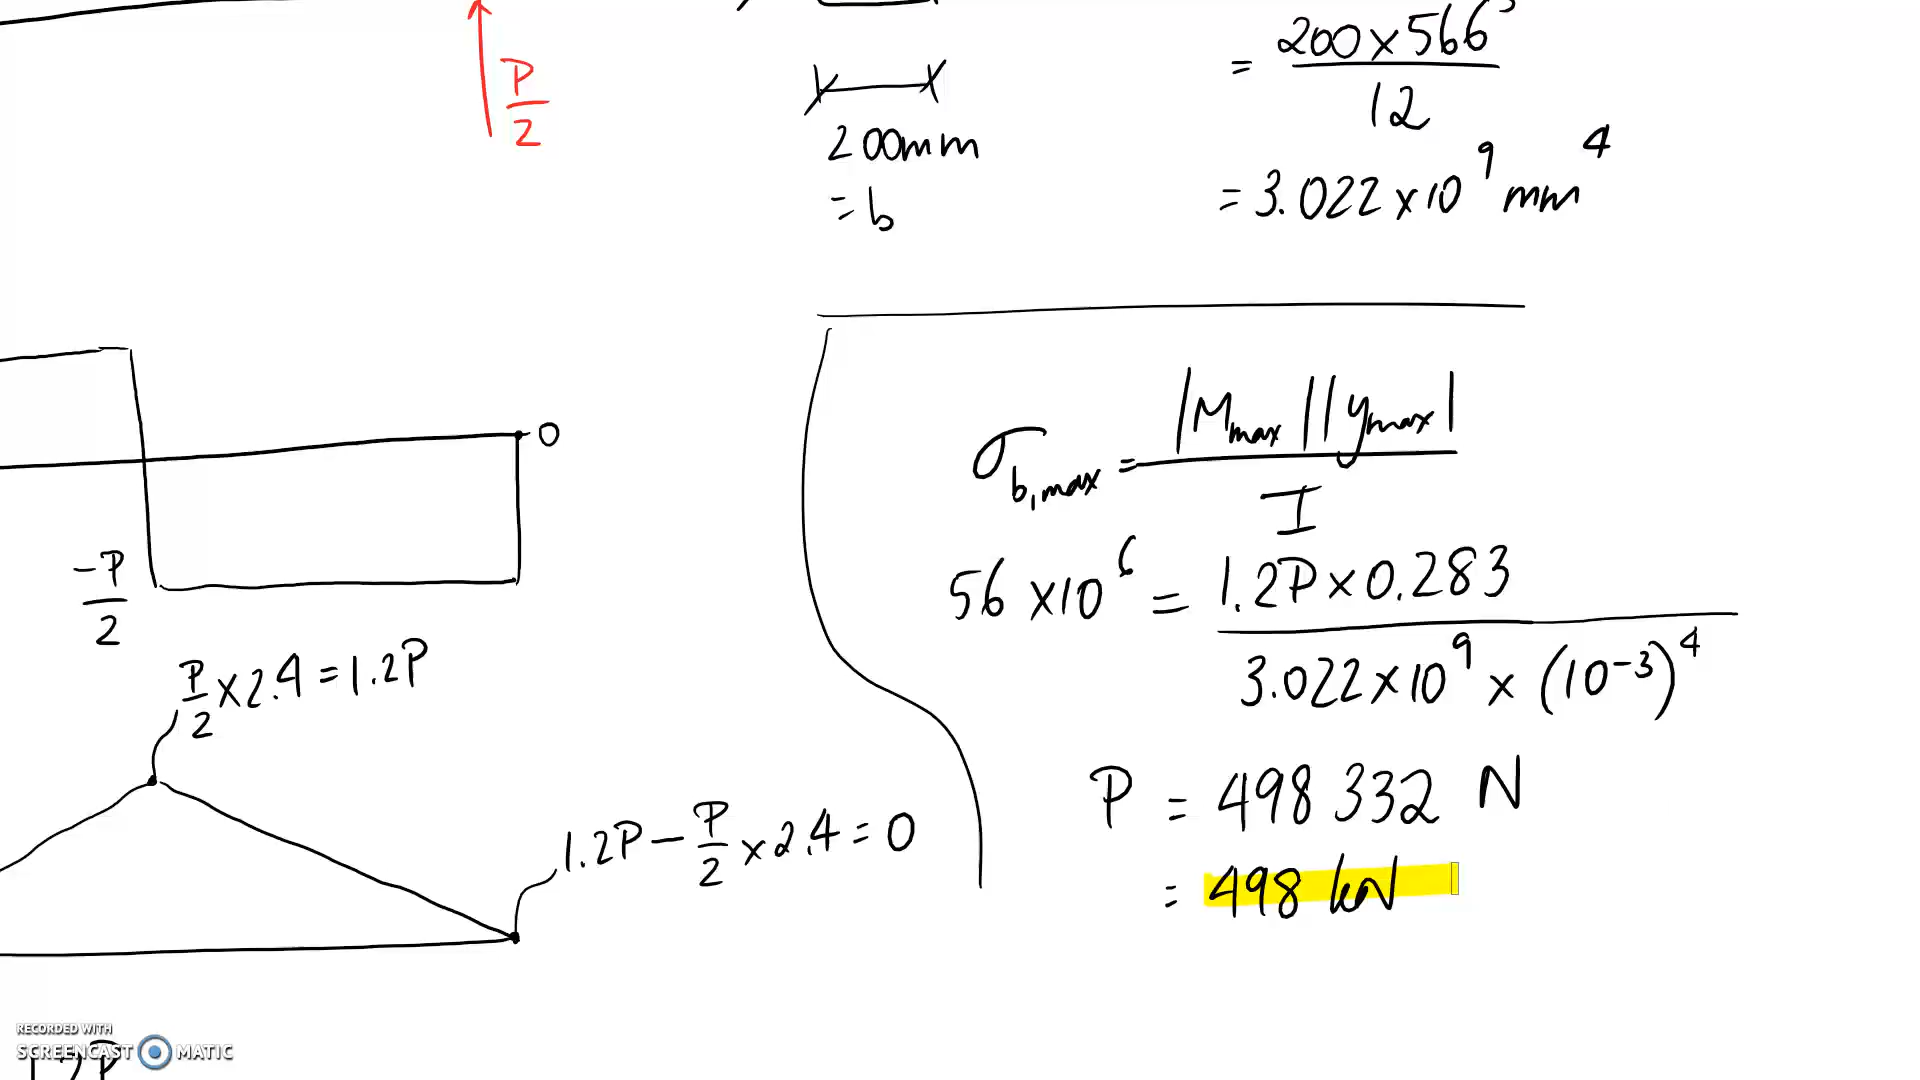 P/2
200mm
= b
= 200 × 566³ / 12
= 3.022 × 10⁹ mm⁴
0
-P/2
P/2 × 2.4 = 1.2P
1.2P - P/2 × 2.4 = 0
σb,max = |Mmax| |ymax| / I
56 × 10⁶ = 1.2P × 0.283 / 3.022 × 10⁹ × (10⁻³)⁴
P = 498 332 N
= 498 kN
RECORDED WITH
SCREENCAST MATIC